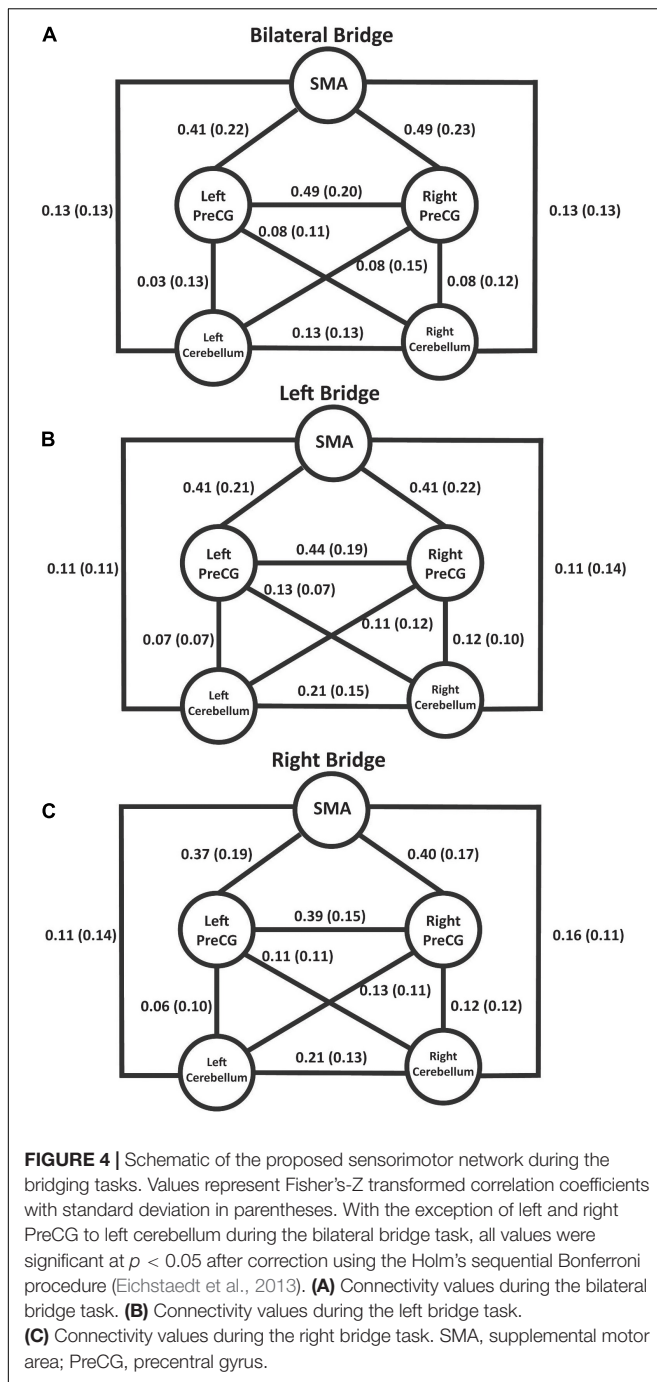 A
Bilateral Bridge
SMA
0.41 (0.22)
0.49 (0.23)
Left
PreCG
0.49 (0.20)
Right
PreCG
0.13 (0.13)
0.13 (0.13)
0.08 (0.11)
0.03 (0.13)
0.08 (0.15)
0.08 (0.12)
Left
Cerebellum
0.13 (0.13)
Right
Cerebellum
Left Bridge
B
SMA
0.41 (0.21)
0.41 (0.22)
Left
PreCG
0.44 (0.19)
Right
PreCG
0.11 (0.11)
0.11 (0.14)
0.13 (0.07)
0.07 (0.07)
0.11 (0.12)
0.12 (0.10)
Left
Cerebellum
0.21 (0.15)
Right
Cerebellum
Right Bridge
C
SMA
0.37 (0.19)
0.40 (0.17)
Left
PreCG
0.39 (0.15)
Right
PreCG
0.11 (0.14)
0.16 (0.11)
0.11 (0.11)
0.06 (0.10)
0.13 (0.11)
0.12 (0.12)
Left
Cerebellum
0.21 (0.13)
Right
Cerebellum
FIGURE 4 | Schematic of the proposed sensorimotor network during the
bridging tasks. Values represent Fisher's-Z transformed correlation coefficients
with standard deviation in parentheses. With the exception of left and right
PreCG to left cerebellum during the bilateral bridge task, all values were
significant at p < 0.05 after correction using the Holm's sequential Bonferroni
procedure (Eichstaedt et al., 2013). (A) Connectivity values during the bilateral
bridge task. (B) Connectivity values during the left bridge task.
(C) Connectivity values during the right bridge task. SMA, supplemental motor
area; PreCG, precentral gyrus.